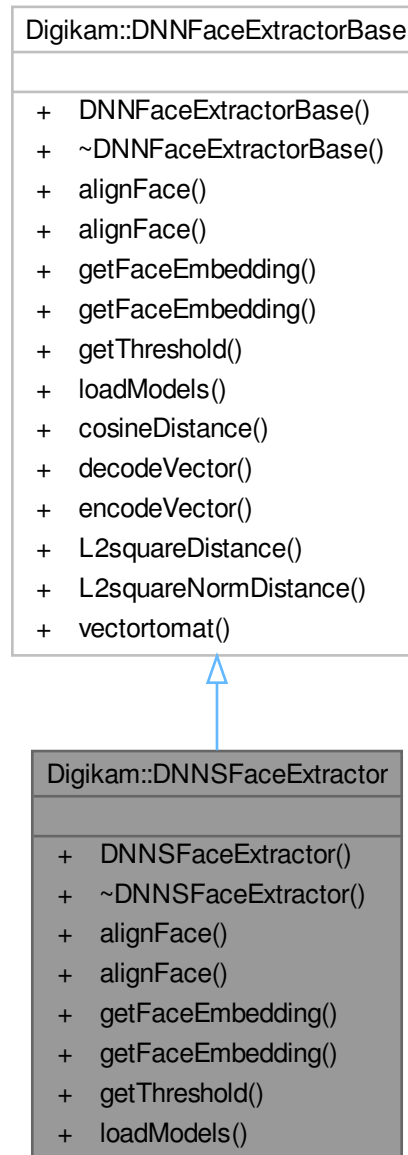 Digikam::DNNFaceExtractorBase
+ DNNFaceExtractorBase()
+ ~DNNFaceExtractorBase()
+ alignFace()
+ alignFace()
+ getFaceEmbedding()
+ getFaceEmbedding()
+ getThreshold()
+ loadModels()
+ cosineDistance()
+ decodeVector()
+ encodeVector()
+ L2squareDistance()
+ L2squareNormDistance()
+ vectortomat()
Digikam::DNNSFaceExtractor
+ DNNSFaceExtractor()
+ ~DNNSFaceExtractor()
+ alignFace()
+ alignFace()
+ getFaceEmbedding()
+ getFaceEmbedding()
+ getThreshold()
+ loadModels()